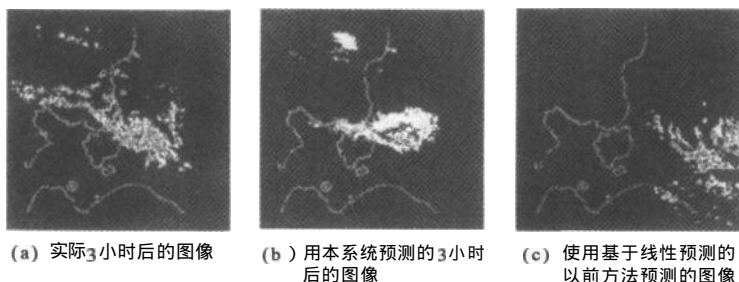 (a) 实际3小时后的图像
(b) 用本系统预测的3小时
后的图像
(c) 使用基于线性预测的
以前方法预测的图像